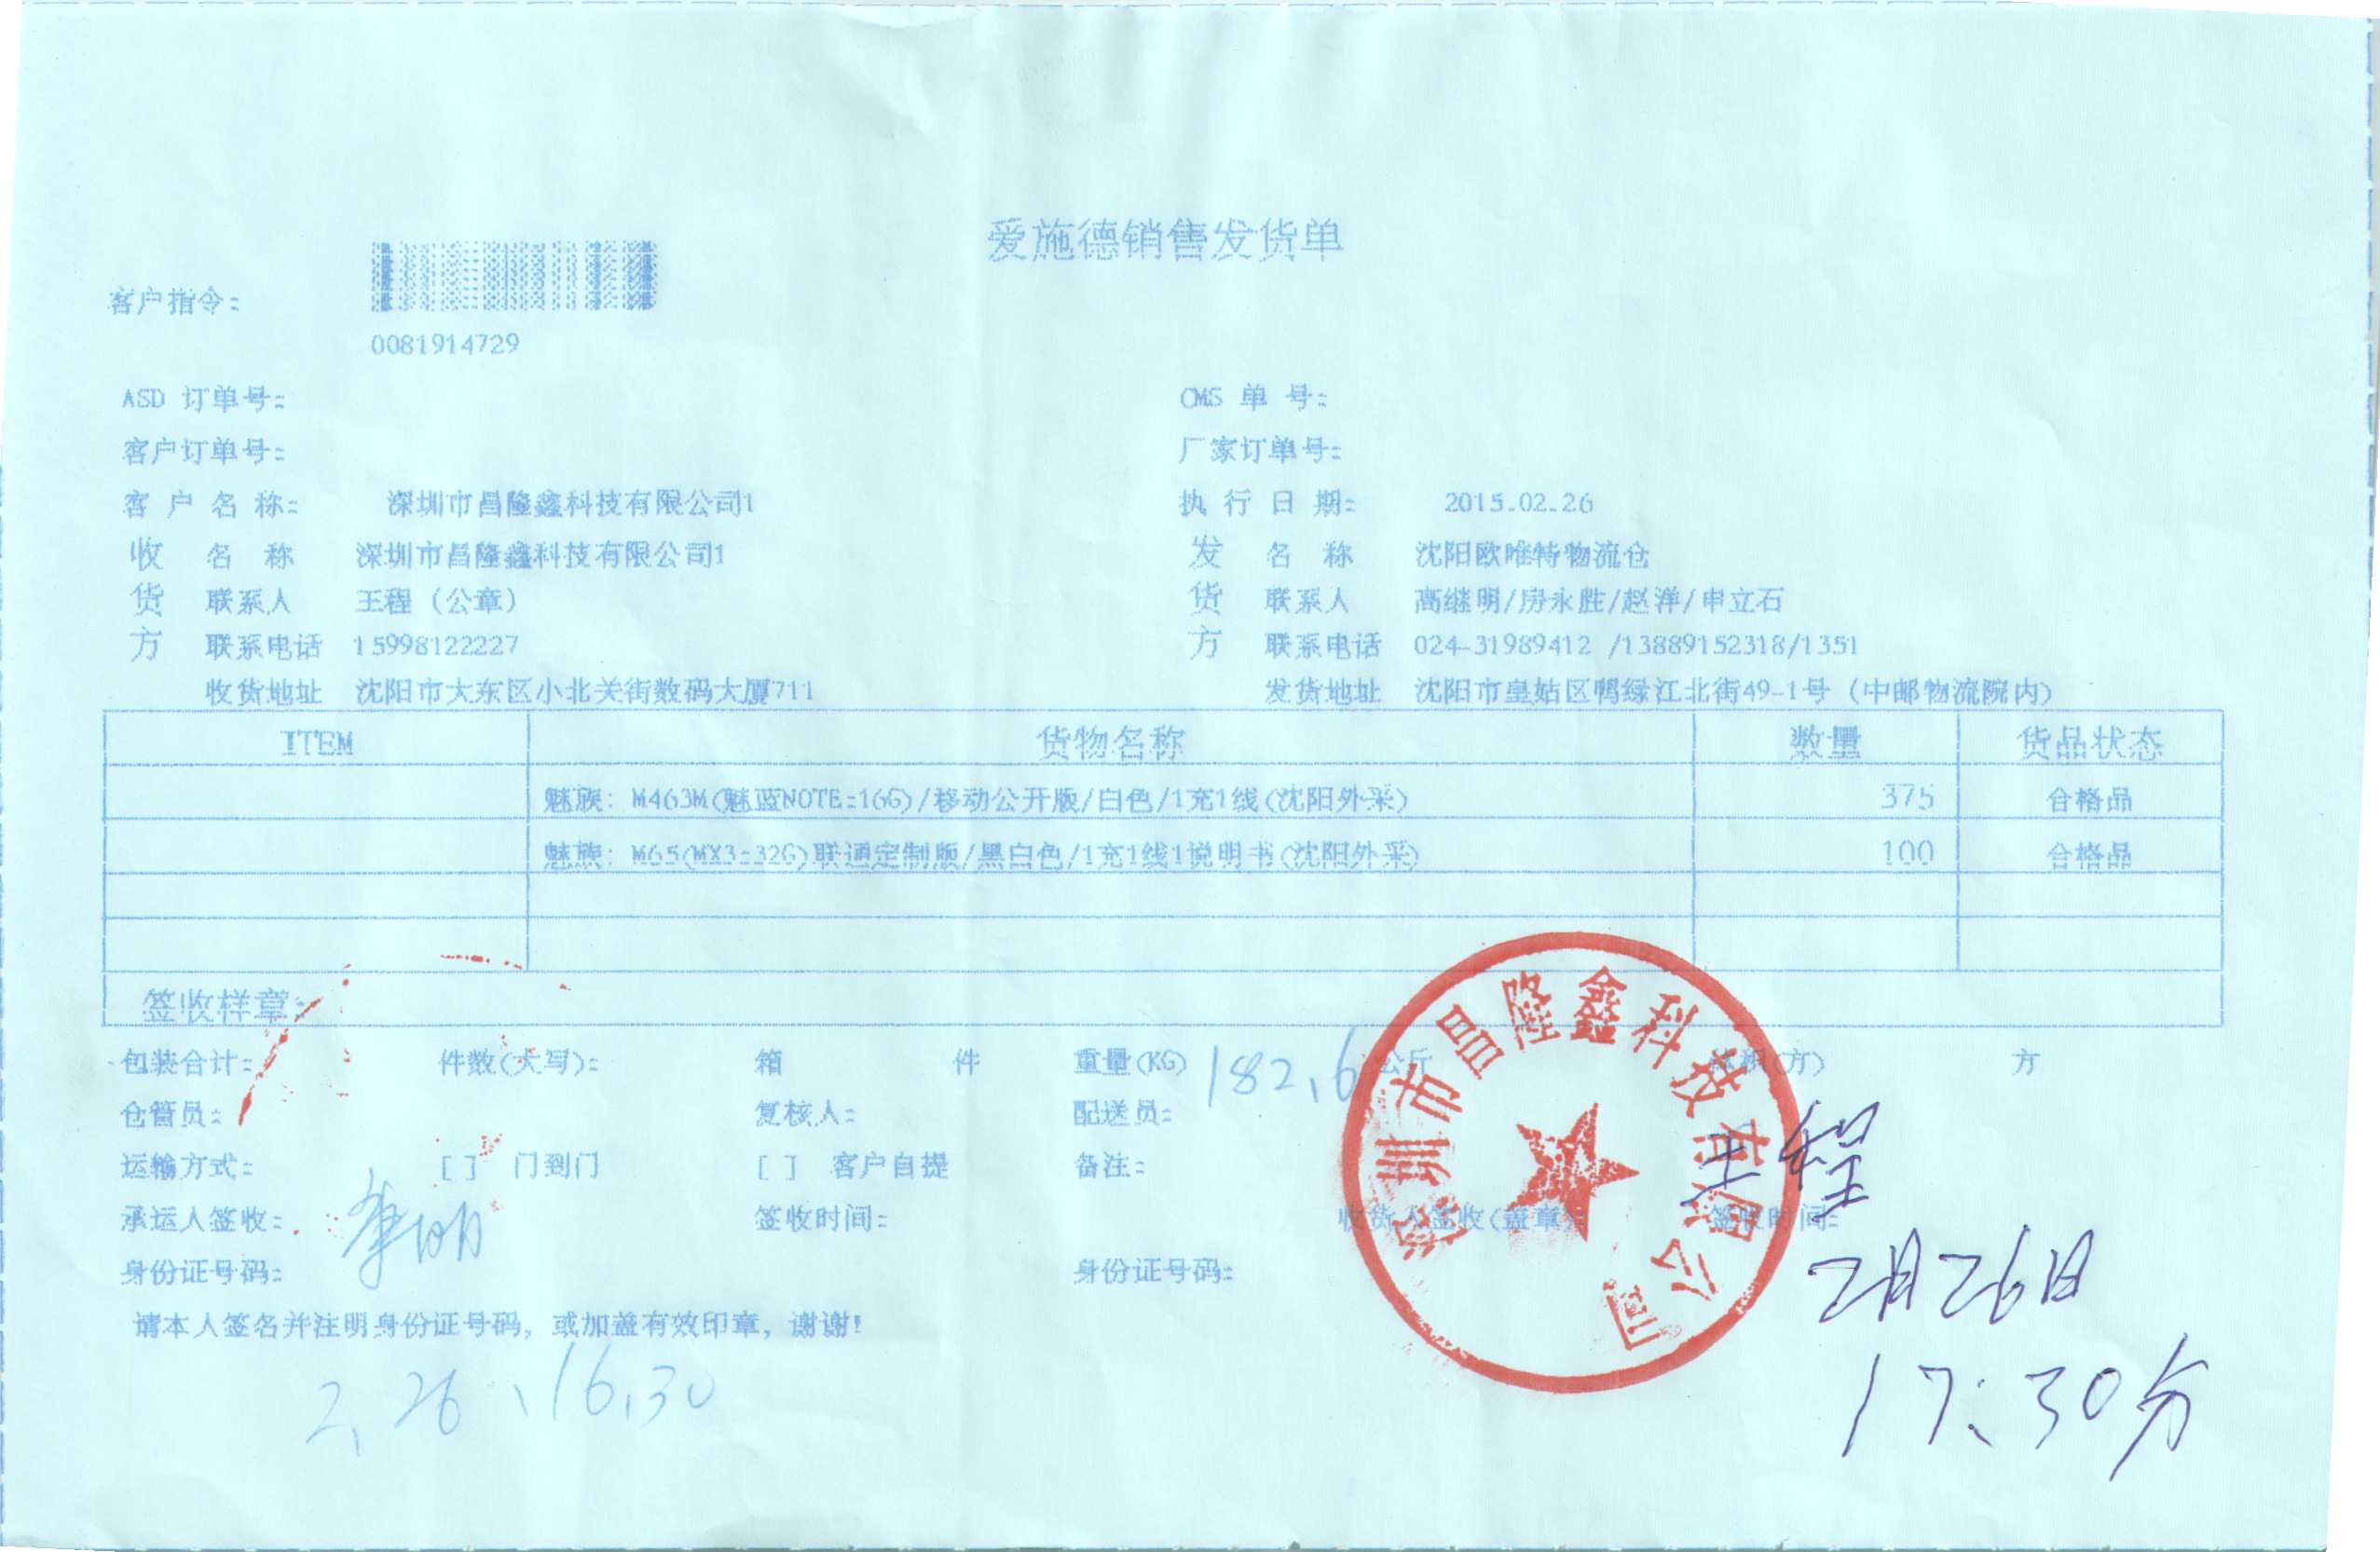 爱施德销售发货单
客户指令:
0081914729
ASD 订单号: CMS 单 号:
客户订单号: 厂家订单号:
客 户 名 称: 深圳市昌隆鑫科技有限公司1 执 行 日 期: 2015.02.26
收 名 称 深圳市昌隆鑫科技有限公司1 发 名 称 沈阳欧唯特物流仓
货 联系人 王程（公章） 货 联系人 高继明/房永胜/赵洋/申立石
方 联系电话 15998122227 方 联系电话 024-31989412 /13889152318/1351
收货地址 沈阳市大东区小北关街数码大厦711 发货地址 沈阳市皇姑区鸭绿江北街49-1号（中邮物流院内）
ITEM 货物名称 数量 货品状态
魅族: M463M(魅蓝NOTE:16G)/移动公开版/白色/1充1线(沈阳外采) 375 合格品
魅族: M65(MX3:32G)联通定制版/黑白色/1充1线1说明书(沈阳外采) 100 合格品
签收样章:
包装合计: 件数(大写): 箱 件 重量(KG) 182.6 公斤 体积(方) 方
仓管员: 复核人: 配送员:
运输方式: [ ] 门到门 [ ] 客户自提 备注:
承运人签收: 签收时间: 收货人签收(盖章): 签收时间:
王程
深圳市昌隆鑫科技有限公司
身份证号码: 身份证号码:
2月26日
请本人签名并注明身份证号码, 或加盖有效印章, 谢谢!
2.26、16.30
17:30分